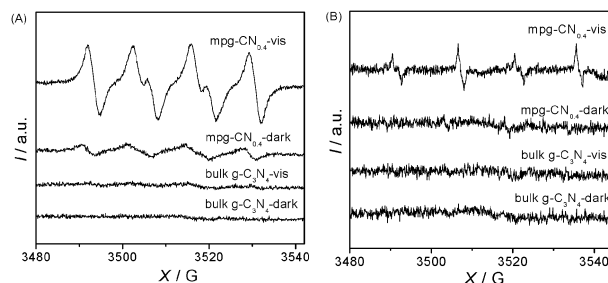 (A)
I / a.u.
mpg-CN0.4-vis
mpg-CN0.4-dark
bulk g-C3N4-vis
bulk g-C3N4-dark
3480 3500 3520 3540
X / G
(B)
I / a.u.
mpg-CN0.4-vis
mpg-CN0.4-dark
bulk g-C3N4-vis
bulk g-C3N4-dark
3480 3500 3520 3540
X / G